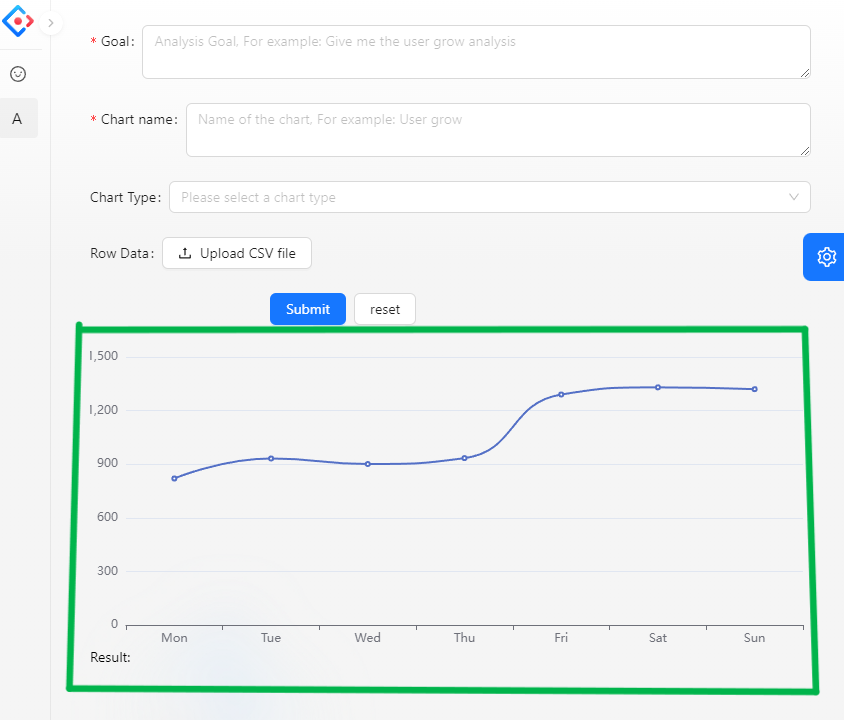 * Goal: Analysis Goal, For example: Give me the user grow analysis
* Chart name: Name of the chart, For example: User grow
A
Chart Type: Please select a chart type
Row Data: Upload CSV file
Submit reset
1,500
1,200
900
600
300
0
Mon Tue Wed Thu Fri Sat Sun
Result: